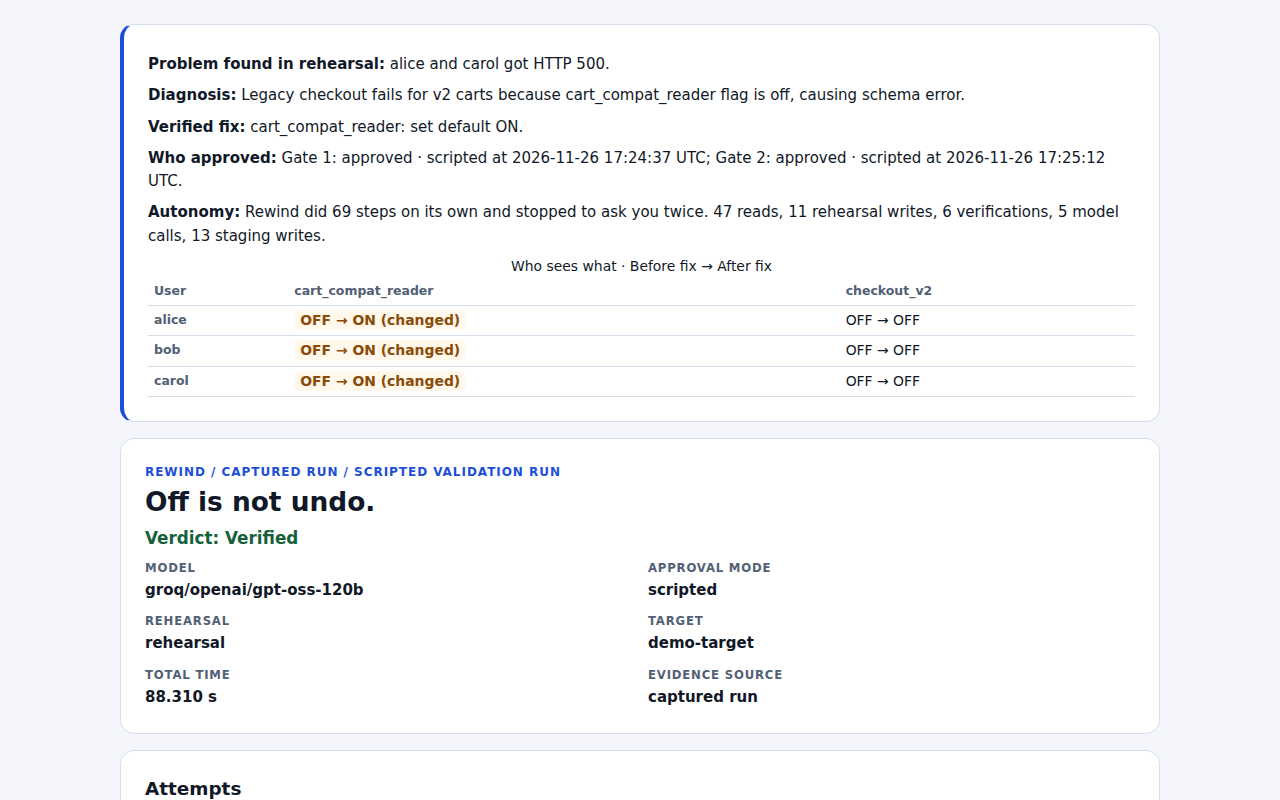 Problem found in rehearsal: alice and carol got HTTP 500.
Diagnosis: Legacy checkout fails for v2 carts because cart_compat_reader flag is off, causing schema error.
Verified fix: cart_compat_reader: set default ON.
Who approved: Gate 1: approved · scripted at 2026-11-26 17:24:37 UTC; Gate 2: approved · scripted at 2026-11-26 17:25:12
UTC.
Autonomy: Rewind did 69 steps on its own and stopped to ask you twice. 47 reads, 11 rehearsal writes, 6 verifications, 5 model
calls, 13 staging writes.
Who sees what · Before fix → After fix
User cart_compat_reader checkout_v2
alice OFF → ON (changed) OFF → OFF
bob OFF → ON (changed) OFF → OFF
carol OFF → ON (changed) OFF → OFF
REWIND / CAPTURED RUN / SCRIPTED VALIDATION RUN
Off is not undo.
Verdict: Verified
MODEL APPROVAL MODE
groq/openai/gpt-oss-120b scripted
REHEARSAL TARGET
rehearsal demo-target
TOTAL TIME EVIDENCE SOURCE
88.310 s captured run
Attempts